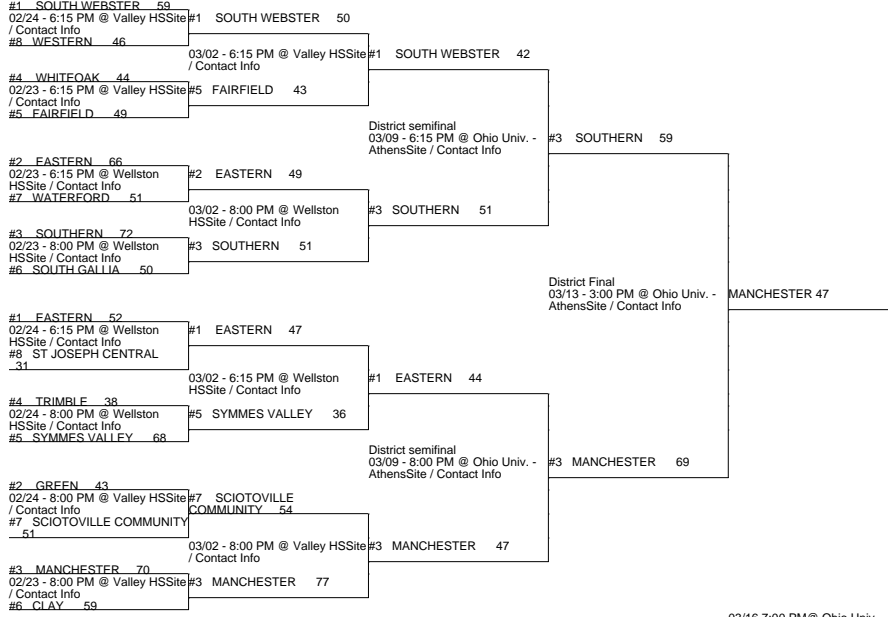 #1 SOUTH WEBSTER 59
02/24 - 6:15 PM @ Valley HSSite
/ Contact Info
#8 WESTERN 46
#4 WHITEOAK 44
02/23 - 6:15 PM @ Valley HSSite
/ Contact Info
#5 FAIRFIELD 49
#2 EASTERN 66
02/23 - 6:15 PM @ Wellston
HSSite / Contact Info
#7 WATERFORD 51
#3 SOUTHERN 72
02/23 - 8:00 PM @ Wellston
HSSite / Contact Info
#6 SOUTH GALLIA 50
#1 EASTERN 52
02/24 - 6:15 PM @ Wellston
HSSite / Contact Info
#8 ST JOSEPH CENTRAL
31
#4 TRIMBLE 38
02/24 - 8:00 PM @ Wellston
HSSite / Contact Info
#5 SYMMES VALLEY 68
#2 GREEN 43
02/24 - 8:00 PM @ Valley HSSite
/ Contact Info
#7 SCIOTOVILLE COMMUNITY
51
#3 MANCHESTER 70
02/23 - 8:00 PM @ Valley HSSite
/ Contact Info
#6 CLAY 59
#1 SOUTH WEBSTER 50
03/02 - 6:15 PM @ Valley HSSite
/ Contact Info
#5 FAIRFIELD 43
#2 EASTERN 49
03/02 - 8:00 PM @ Wellston
HSSite / Contact Info
#3 SOUTHERN 51
#1 EASTERN 47
03/02 - 6:15 PM @ Wellston
HSSite / Contact Info
#5 SYMMES VALLEY 36
#7 SCIOTOVILLE
COMMUNITY 54
03/02 - 8:00 PM @ Valley HSSite
/ Contact Info
#3 MANCHESTER 77
#1 SOUTH WEBSTER 42
District semifinal
03/09 - 6:15 PM @ Ohio Univ. -
AthensSite / Contact Info
#3 SOUTHERN 51
#1 EASTERN 44
District semifinal
03/09 - 8:00 PM @ Ohio Univ. -
AthensSite / Contact Info
#3 MANCHESTER 47
#3 SOUTHERN 59
District Final
03/13 - 3:00 PM @ Ohio Univ. -
AthensSite / Contact Info
#3 MANCHESTER 69
MANCHESTER 47
03/16 7:00 PM@ Ohio Univ